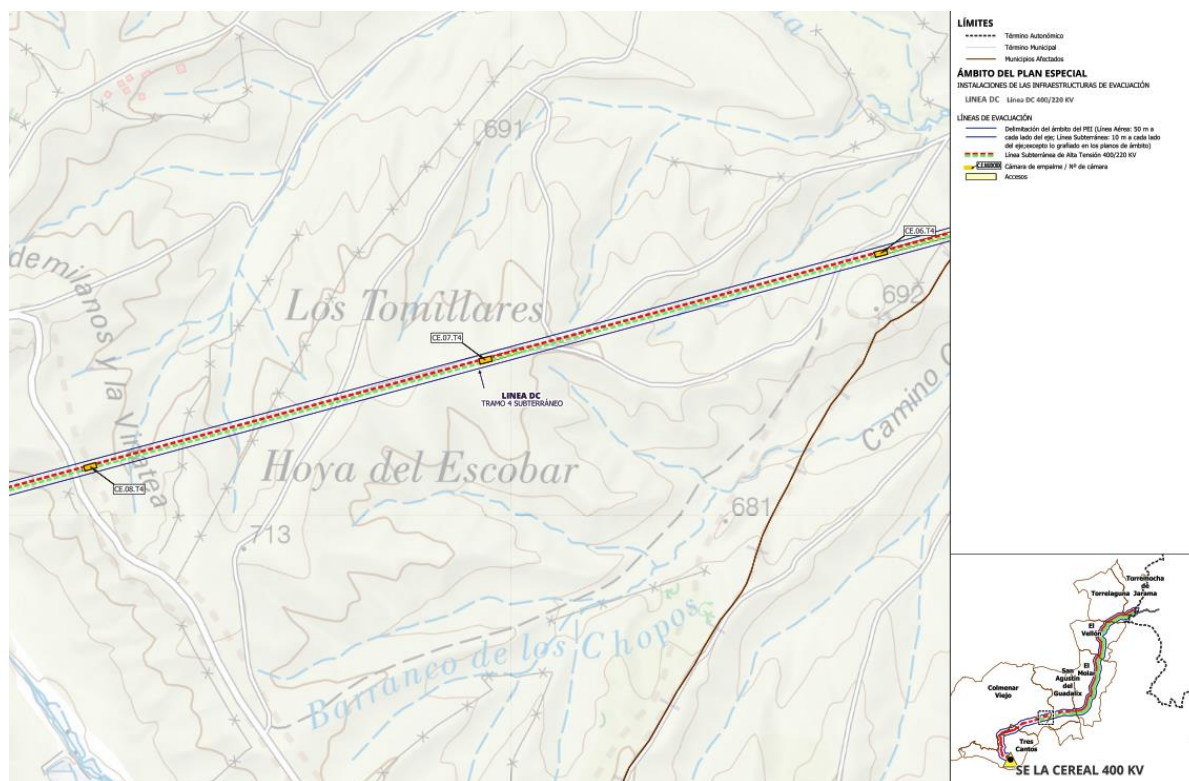 LÍMITES
Término Autonómico
Término Municipal
Municipios Afectados
ÁMBITO DEL PLAN ESPECIAL
INSTALACIONES DE LAS INFRAESTRUCTURAS DE EVACUACIÓN
LINEA DC Línea DC 400/220 KV
LÍNEAS DE EVACUACIÓN
Delimitación del ámbito del PEI (Línea Aérea: 50 m a
cada lado del eje; Línea Subterránea: 10 m a cada lado
del eje;excepto lo grafiado en los planos de ámbito)
Línea Subterránea de Alta Tensión 400/220 KV
Cámara de empalme / Nº de cámara
Accesos
691
CE.06.T4
692
Los Tomillares
CE.07.T4
LINEA DC
TRAMO 4 SUBTERRÁNEO
Camino
Hoya del Escobar
CE.08.T4
681
713
Barranco de los Chopos
Torremocha
de
Jarama
Torrelaguna
El
Vellón
El
Molar
San
Agustín
del
Guadalix
Colmenar
Viejo
Tres
Cantos
SE LA CEREAL 400 KV